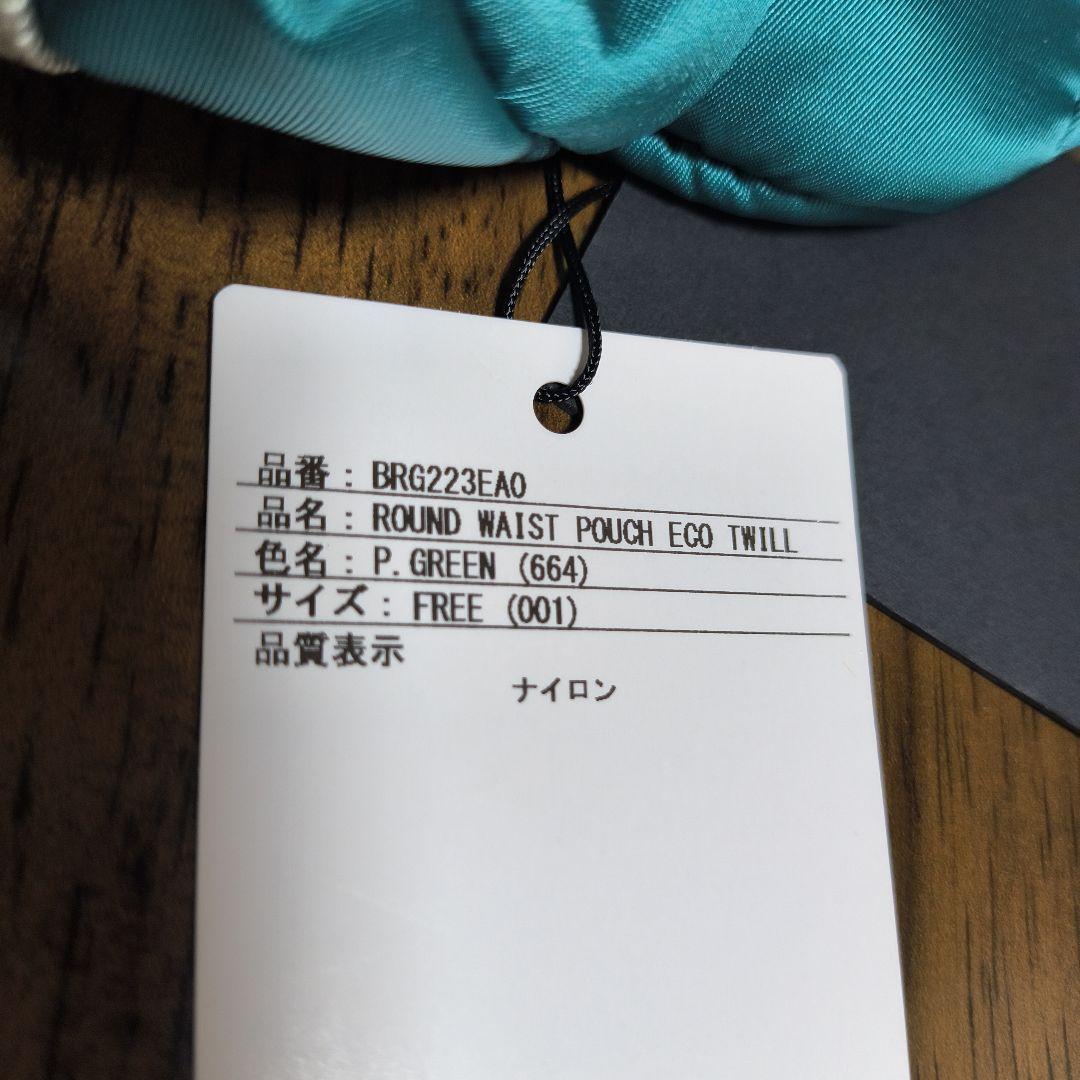 品番：BRG223EA0
品名：ROUND WAIST POUCH ECO TWILL
色名：P.GREEN (664)
サイズ：FREE (001)
品質表示
ナイロン